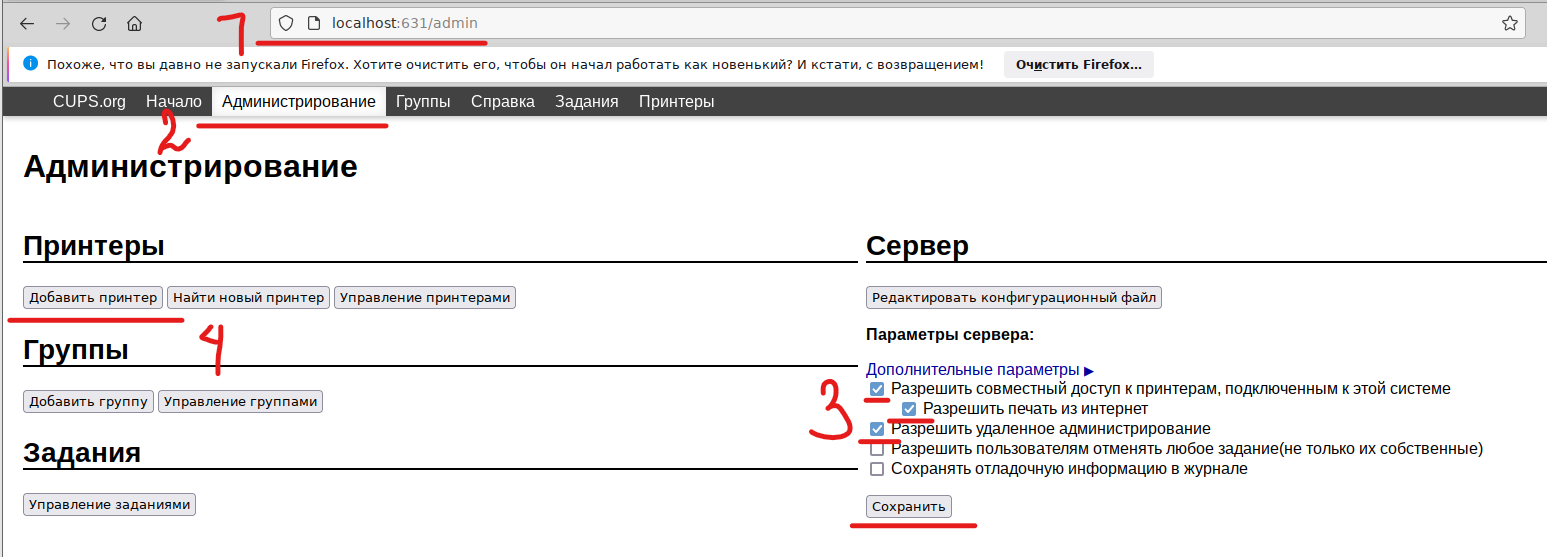 1
localhost:631/admin
Похоже, что вы давно не запускали Firefox. Хотите очистить его, чтобы он начал работать как новенький? И кстати, с возвращением! Очистить Firefox...
CUPS.org Начало Администрирование Группы Справка Задания Принтеры
2
Администрирование
Принтеры
Добавить принтер Найти новый принтер Управление принтерами
4
Группы
Добавить группу Управление группами
Задания
Управление заданиями
Сервер
Редактировать конфигурационный файл
Параметры сервера:
Дополнительные параметры ▶
3
Разрешить совместный доступ к принтерам, подключенным к этой системе
Разрешить печать из интернет
Разрешить удаленное администрирование
Разрешить пользователям отменять любое задание(не только их собственные)
Сохранять отладочную информацию в журнале
Сохранить